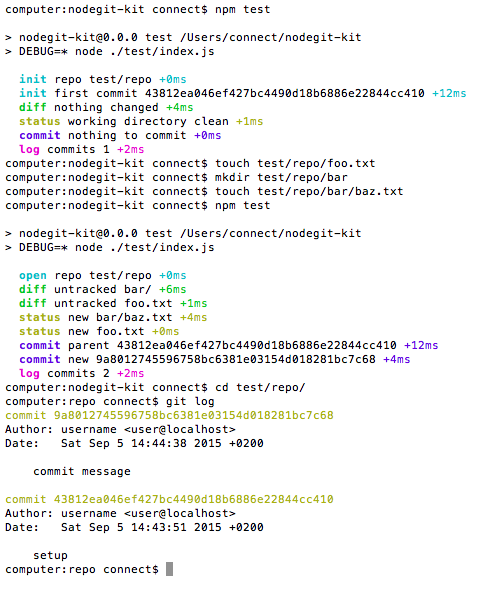 computer:nodegit-kit connect$ npm test
> nodegit-kit@0.0.0 test /Users/connect/nodegit-kit
> DEBUG=* node ./test/index.js
init repo test/repo +0ms
init first commit 43812ea046ef427bc4490d18b6886e22844cc410 +12ms
diff nothing changed +4ms
status working directory clean +1ms
commit nothing to commit +0ms
log commits 1 +2ms
computer:nodegit-kit connect$ touch test/repo/foo.txt
computer:nodegit-kit connect$ mkdir test/repo/bar
computer:nodegit-kit connect$ touch test/repo/bar/baz.txt
computer:nodegit-kit connect$ npm test
> nodegit-kit@0.0.0 test /Users/connect/nodegit-kit
> DEBUG=* node ./test/index.js
open repo test/repo +0ms
diff untracked bar/ +6ms
diff untracked foo.txt +1ms
status new bar/baz.txt +4ms
status new foo.txt +0ms
commit parent 43812ea046ef427bc4490d18b6886e22844cc410 +12ms
commit new 9a8012745596758bc6381e03154d018281bc7c68 +4ms
log commits 2 +2ms
computer:nodegit-kit connect$ cd test/repo/
computer:repo connect$ git log
commit 9a8012745596758bc6381e03154d018281bc7c68
Author: username <user@localhost>
Date:   Sat Sep 5 14:44:38 2015 +0200
commit message
commit 43812ea046ef427bc4490d18b6886e22844cc410
Author: username <user@localhost>
Date:   Sat Sep 5 14:43:51 2015 +0200
setup
computer:repo connect$